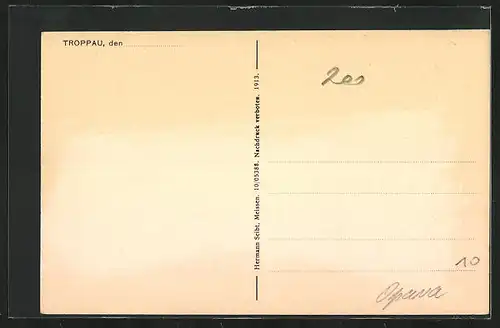 TROPPAU, den
Hermann Seibt, Meissen. 10/05388. Nachdruck verboten. 1913.
200
10
Opava